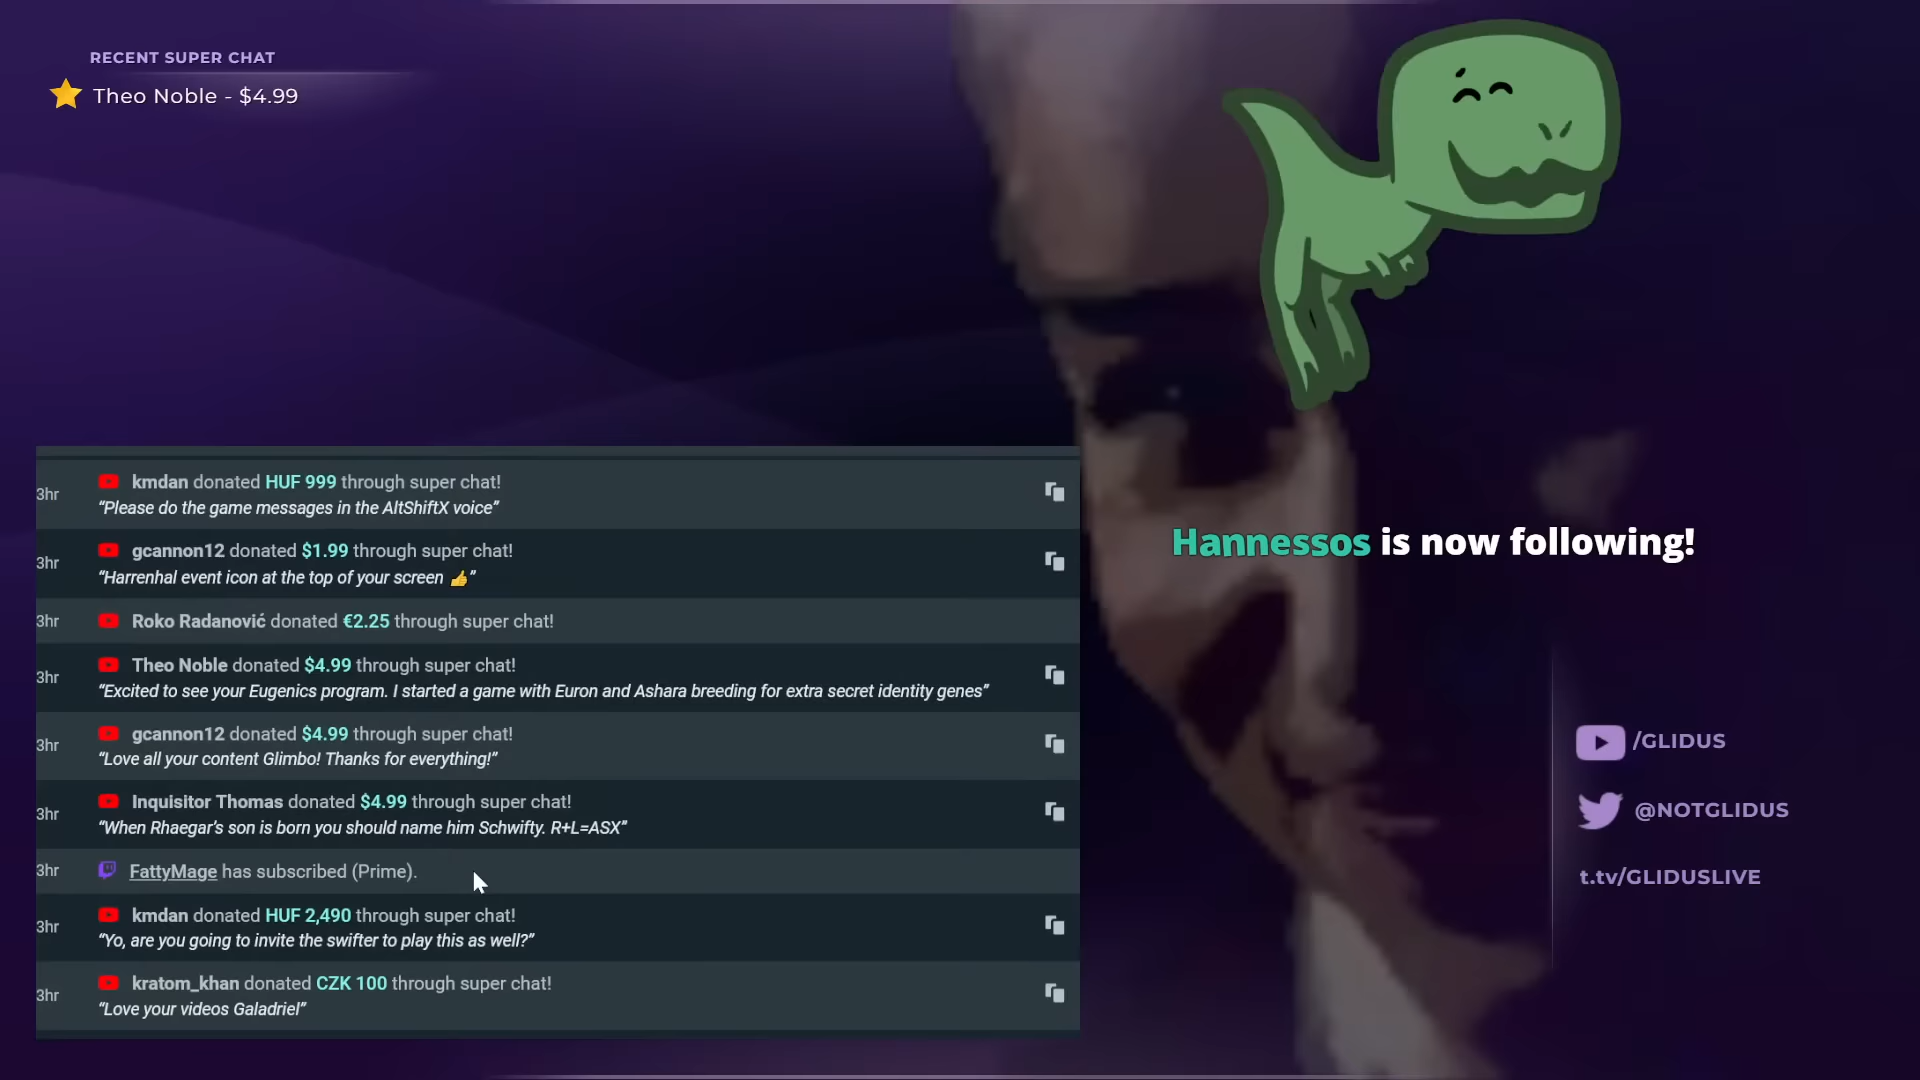 RECENT SUPER CHAT
Theo Noble - $4.99
3hr
kmdan donated HUF 999 through super chat!
“Please do the game messages in the AltShiftX voice”
3hr
gcannon12 donated $1.99 through super chat!
“Harrenhal event icon at the top of your screen 👍”
3hr
Roko Radanović donated €2.25 through super chat!
3hr
Theo Noble donated $4.99 through super chat!
“Excited to see your Eugenics program. I started a game with Euron and Ashara breeding for extra secret identity genes”
3hr
gcannon12 donated $4.99 through super chat!
“Love all your content Glimbo! Thanks for everything!”
3hr
Inquisitor Thomas donated $4.99 through super chat!
“When Rhaegar’s son is born you should name him Schwifty. R+L=ASX”
3hr
FattyMage has subscribed (Prime).
3hr
kmdan donated HUF 2,490 through super chat!
“Yo, are you going to invite the swifter to play this as well?”
3hr
kratom_khan donated CZK 100 through super chat!
“Love your videos Galadriel”
Hannessos is now following!
/GLIDUS
@NOTGLIDUS
t.tv/GLIDUSLIVE